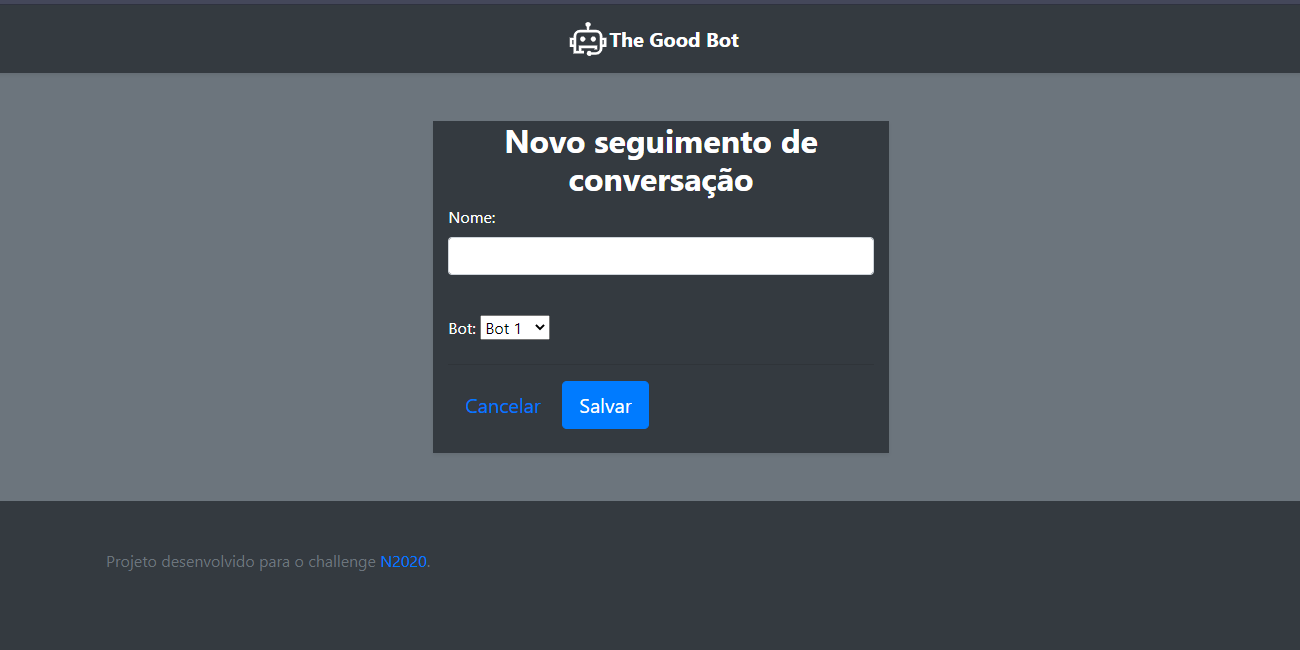 The Good Bot
Novo seguimento de
conversação
Nome:
Bot: Bot 1
Cancelar Salvar
Projeto desenvolvido para o challenge N2020.